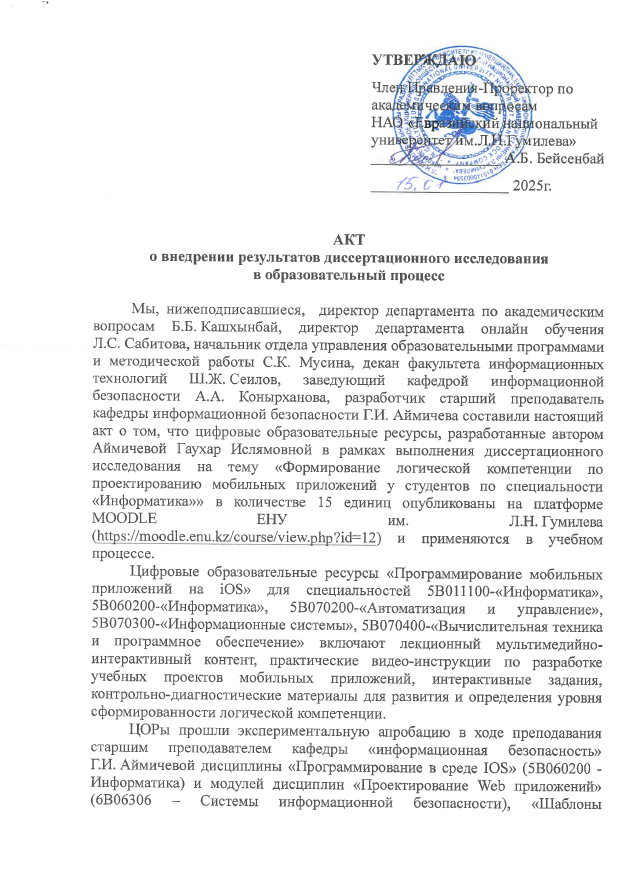 УТВЕРЖДАЮ
Член Правления-Проректор по
академическим вопросам
НАО «Евразийский национальный
университет им.Л.Н.Гумилева»
А.Б. Бейсенбай
15.01 2025г.
АКТ
о внедрении результатов диссертационного исследования
в образовательный процесс
Мы, нижеподписавшиеся, директор департамента по академическим
вопросам Б.Б. Кашхынбай, директор департамента онлайн обучения
Л.С. Сабитова, начальник отдела управления образовательными программами
и методической работы С.К. Мусина, декан факультета информационных
технологий Ш.Ж. Сеилов, заведующий кафедрой информационной
безопасности А.А. Конырханова, разработчик старший преподаватель
кафедры информационной безопасности Г.И. Аймичева составили настоящий
акт о том, что цифровые образовательные ресурсы, разработанные автором
Аймичевой Гаухар Ислямовной в рамках выполнения диссертационного
исследования на тему «Формирование логической компетенции по
проектированию мобильных приложений у студентов по специальности
«Информатика»» в количестве 15 единиц опубликованы на платформе
MOODLE ЕНУ им. Л.Н. Гумилева
(https://moodle.enu.kz/course/view.php?id=12) и применяются в учебном
процессе.
Цифровые образовательные ресурсы «Программирование мобильных
приложений на iOS» для специальностей 5В011100-«Информатика»,
5В060200-«Информатика», 5В070200-«Автоматизация и управление»,
5В070300-«Информационные системы», 5В070400-«Вычислительная техника
и программное обеспечение» включают лекционный мультимедийно-
интерактивный контент, практические видео-инструкции по разработке
учебных проектов мобильных приложений, интерактивные задания,
контрольно-диагностические материалы для развития и определения уровня
сформированности логической компетенции.
ЦОРы прошли экспериментальную апробацию в ходе преподавания
старшим преподавателем кафедры «информационная безопасность»
Г.И. Аймичевой дисциплины «Программирование в среде IOS» (5В060200 -
Информатика) и модулей дисциплин «Проектирование Web приложений»
(6В06306 – Системы информационной безопасности), «Шаблоны